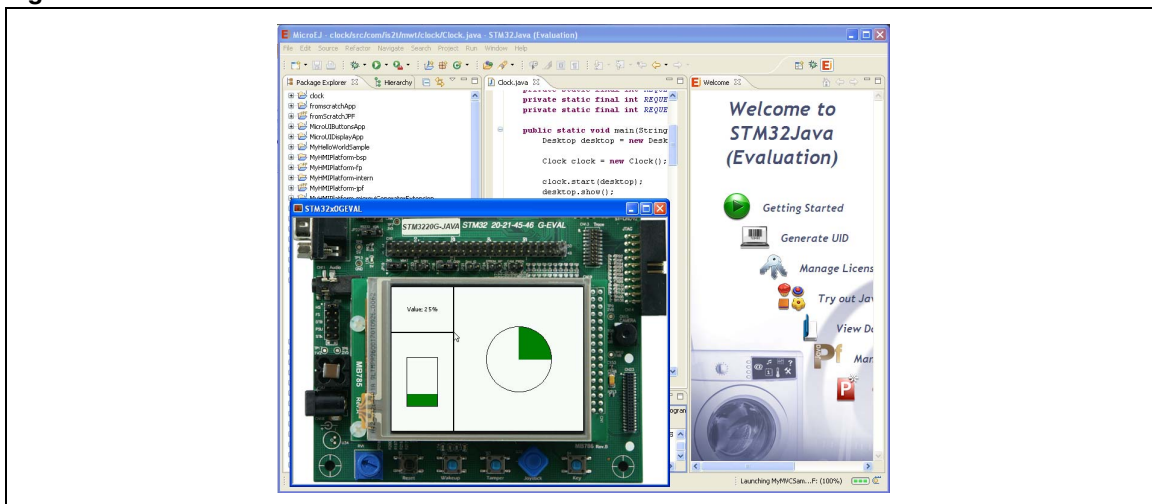 MicroEJ - clock/src/com/is2t/mwt/clock/Clock.java - STM32Java (Evaluation)
File Edit Source Refactor Navigate Search Project Run Window Help
Package Explorer
Hierarchy
clock
fromscratchApp
fromScratchJPF
MicroUIButtonsApp
MicroUIDisplayApp
MyHelloWorldSample
MyHMIPlatform-bsp
MyHMIPlatform-fp
MyHMIPlatform-intern
MyHMIPlatform-jpf
Clock.java
private static final int REQUE
private static final int REQUE
public static void main(String
Desktop desktop = new Desk
Clock clock = new Clock();
clock.start(desktop);
desktop.show();
Welcome
Welcome to
STM32Java
(Evaluation)
Getting Started
Generate UID
Manage Licens
Try out Jav
View Do
Man
STM32x0GEVAL
STM3220G-JAVA STM32 20-21-45-46 G-EVAL
JTAG
Audio
Value: 25%
MB785
Reset
Wakeup
Tamper
Joystick
Key
Launching MyMVCSam...F: (100%)